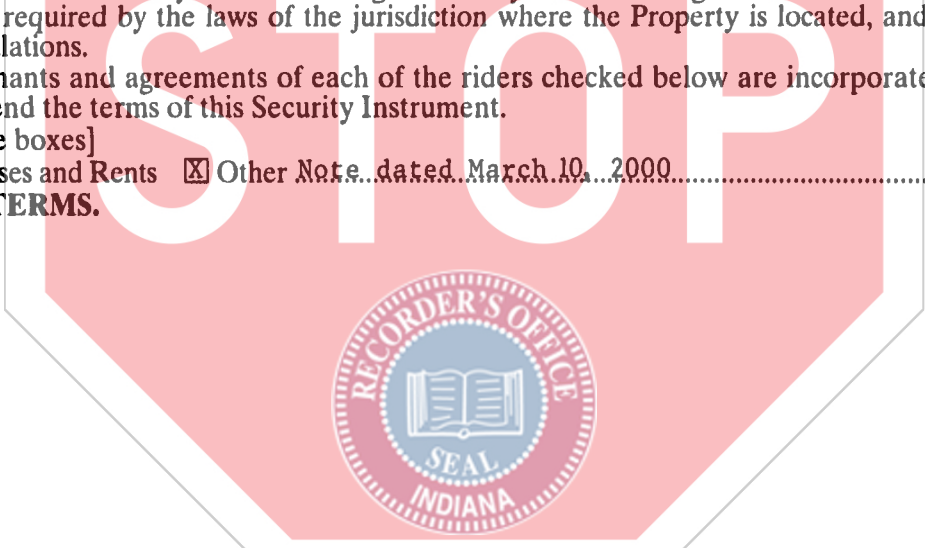 required by the laws of the jurisdiction where the Property is located, and
lations.
nants and agreements of each of the riders checked below are incorporate
end the terms of this Security Instrument.
e boxes]
ses and Rents [X] Other Note dated March 10, 2000
TERMS.
STOP
RECORDER'S OFFICE
SEAL
INDIANA